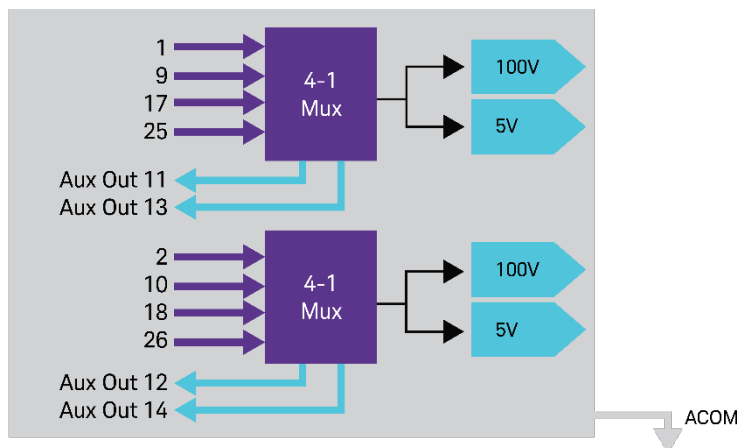 1
9
17
25
4-1
Mux
100V
5V
Aux Out 11
Aux Out 13
2
10
18
26
4-1
Mux
100V
5V
Aux Out 12
Aux Out 14
ACOM